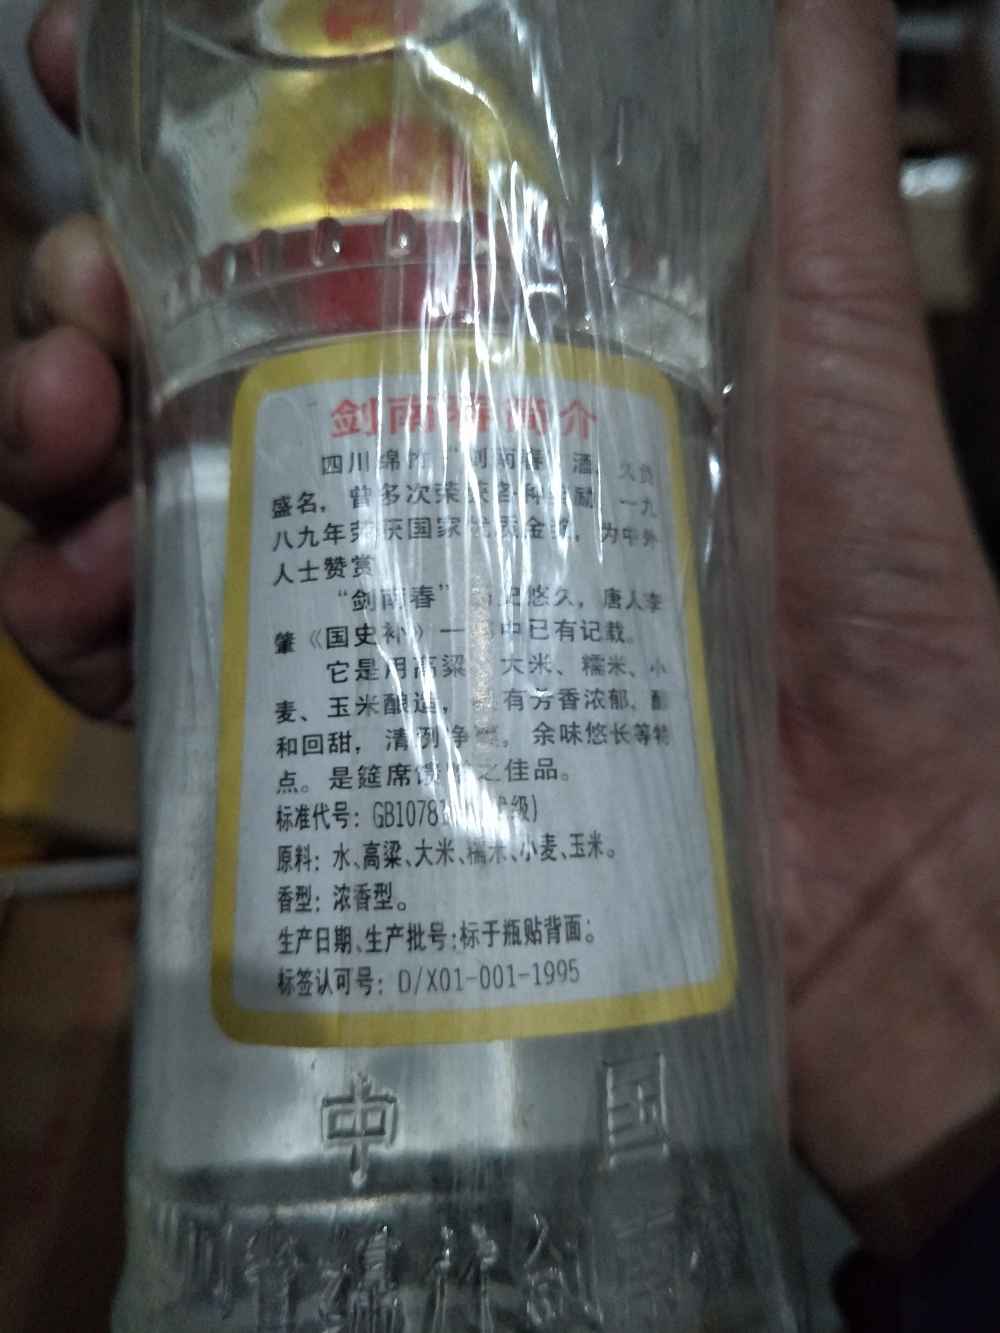 剑南春简介
四川绵竹“剑南春”酒，久负
盛名，曾多次荣获各种奖励 一九
八九年荣获国家优质金奖，为中外
人士赞赏
“剑南春” 历史悠久，唐人李
肇《国史补》一书中已有记载。
它是用高粱、大米、糯米、小
麦、玉米酿造，具有芳香浓郁、醇
和回甜，清冽净爽，余味悠长等特
点。是筵席馈赠之佳品。
标准代号：GB10781 级)
原料：水、高粱、大米、糯米、小麦、玉米。
香型：浓香型。
生产日期、生产批号：标于瓶贴背面；
标签认可号：D/X01-001-1995
中 国
省绵竹